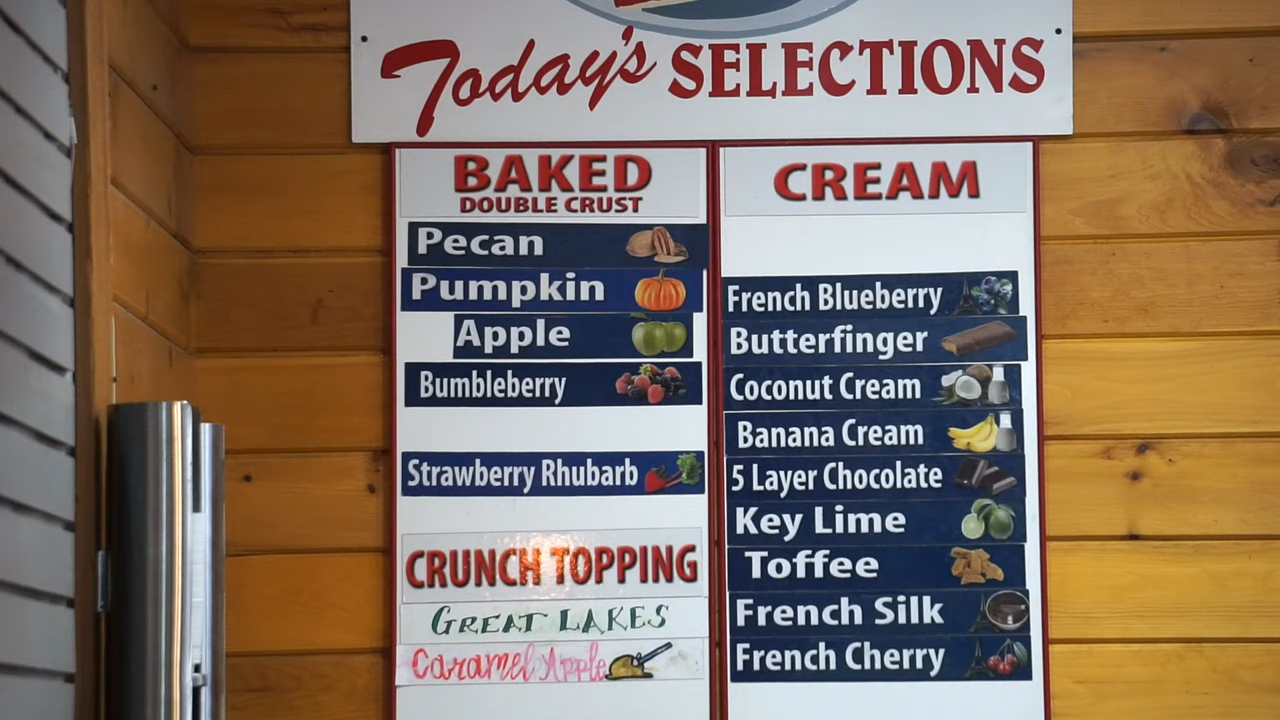 Today's SELECTIONS
BAKED
DOUBLE CRUST
Pecan
Pumpkin
Apple
Bumbleberry
Strawberry Rhubarb
CRUNCH TOPPING
GREAT LAKES
Caramel Apple
CREAM
French Blueberry
Butterfinger
Coconut Cream
Banana Cream
5 Layer Chocolate
Key Lime
Toffee
French Silk
French Cherry